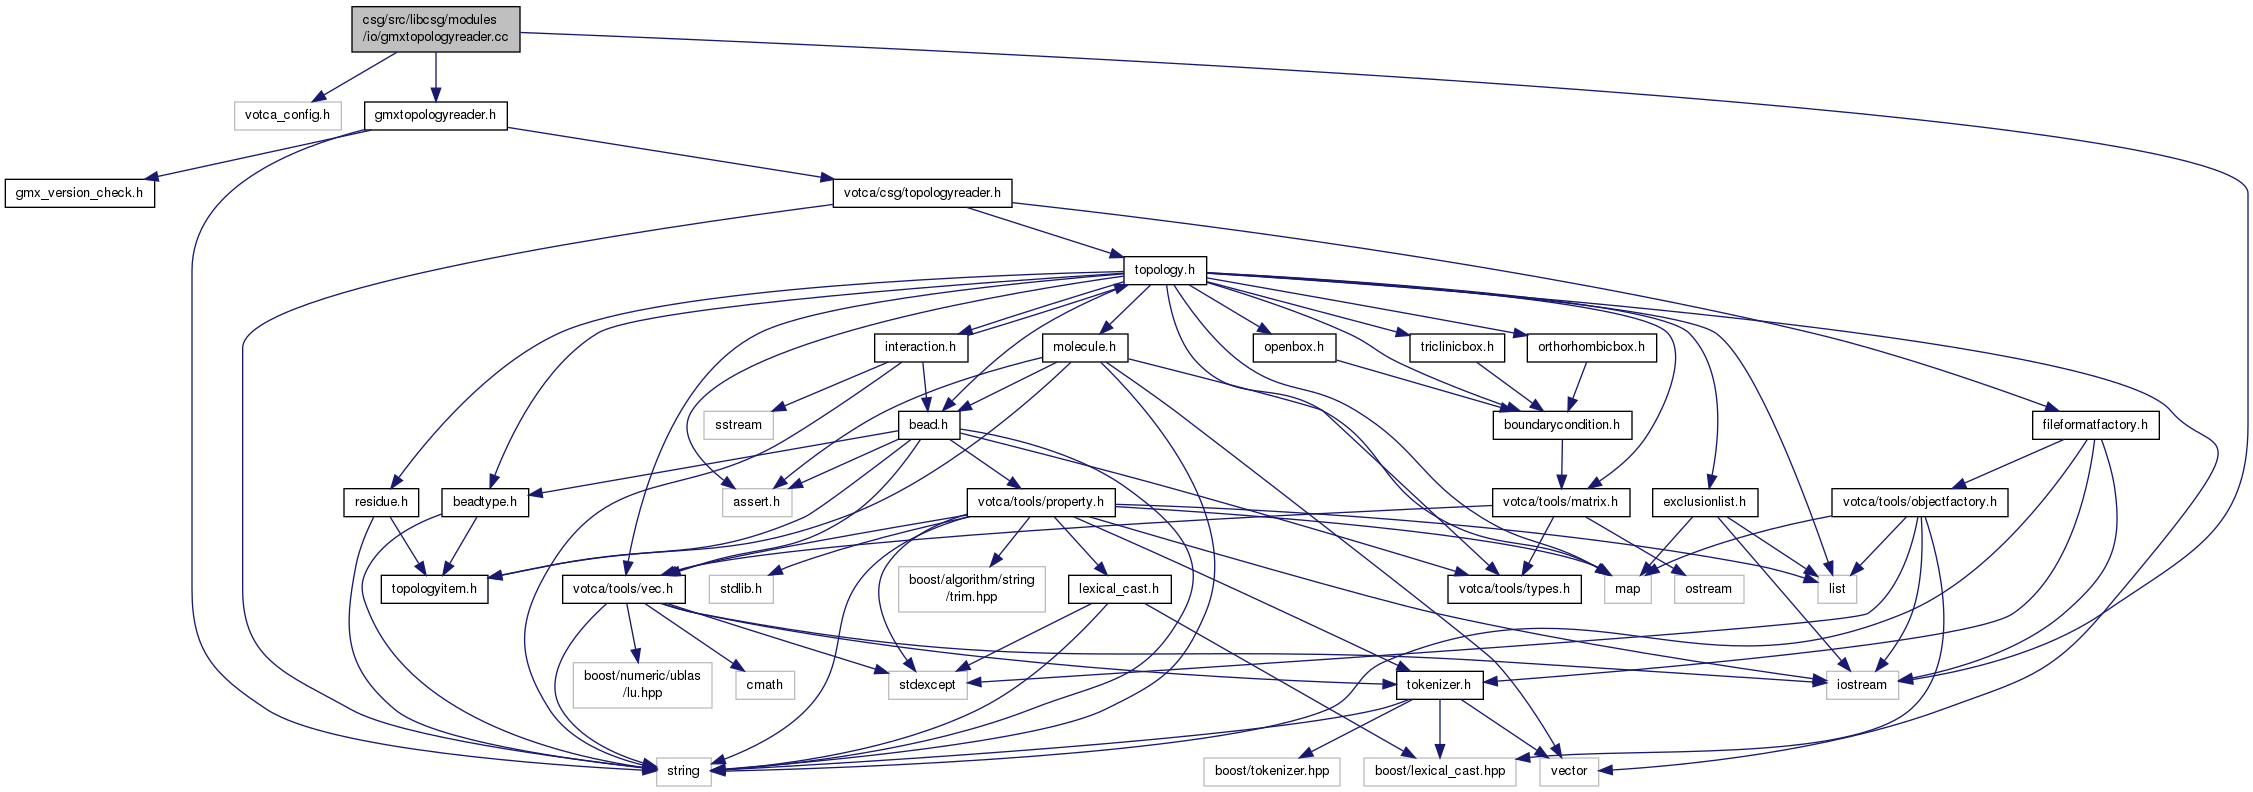 csg/src/libcsg/modules
/io/gmxtopologyreader.cc
votca_config.h
gmxtopologyreader.h
gmx_version_check.h
votca/csg/topologyreader.h
topology.h
interaction.h
molecule.h
openbox.h
triclinicbox.h
orthorhombicbox.h
sstream
bead.h
boundarycondition.h
fileformatfactory.h
residue.h
beadtype.h
assert.h
votca/tools/property.h
votca/tools/matrix.h
exclusionlist.h
votca/tools/objectfactory.h
topologyitem.h
votca/tools/vec.h
stdlib.h
boost/algorithm/string
/trim.hpp
lexical_cast.h
votca/tools/types.h
map
ostream
list
boost/numeric/ublas
/lu.hpp
cmath
stdexcept
tokenizer.h
iostream
string
boost/tokenizer.hpp
boost/lexical_cast.hpp
vector